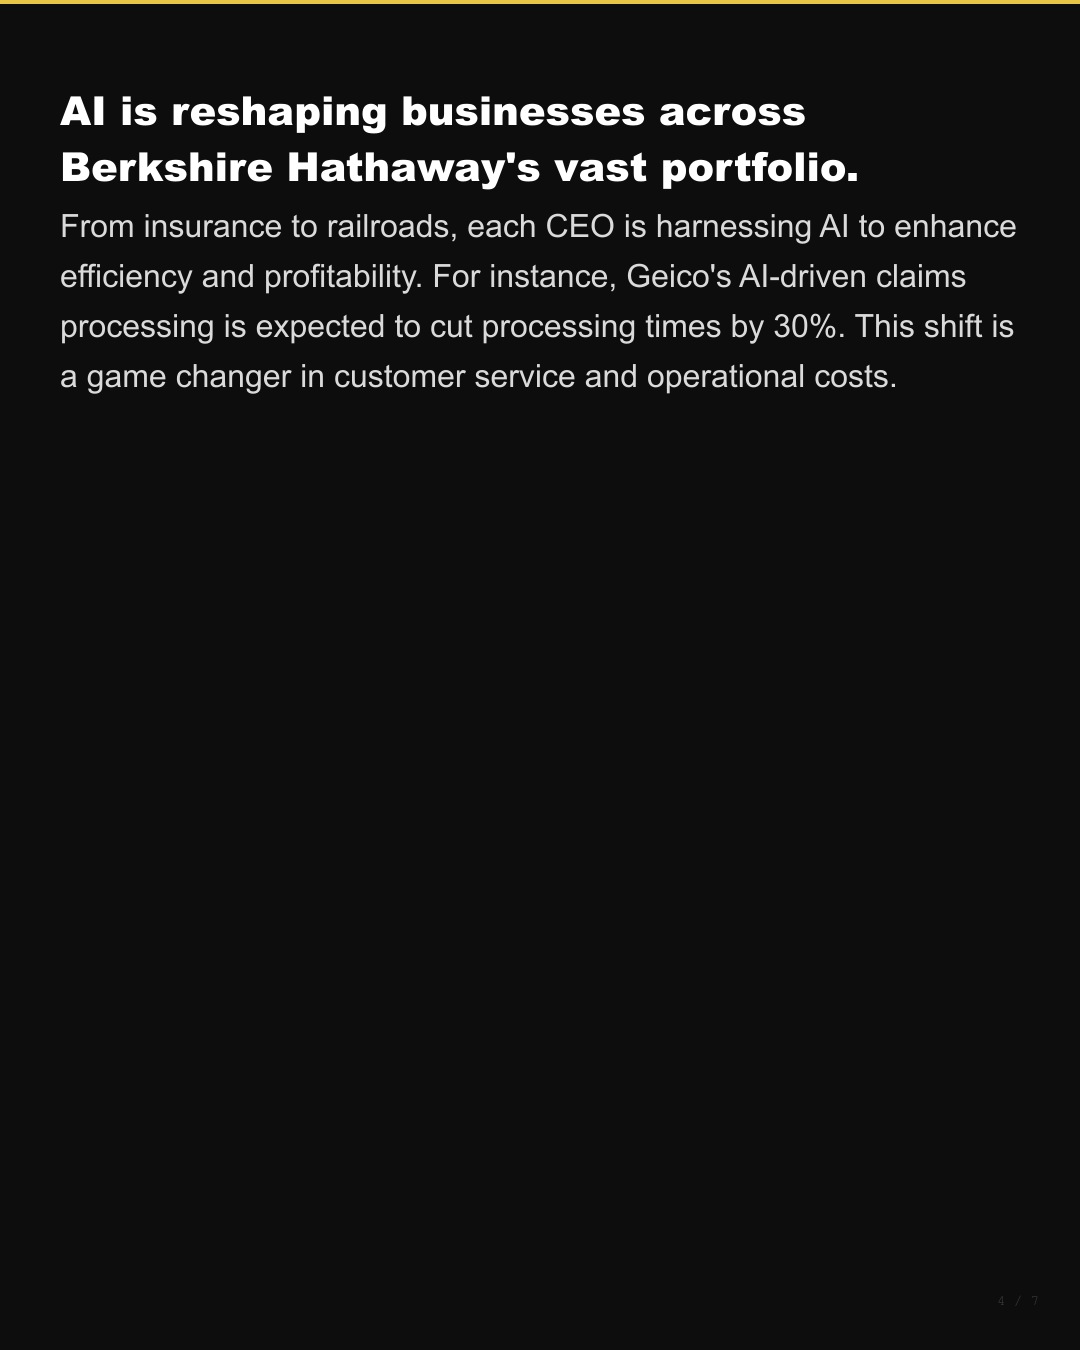 AI is reshaping businesses across
Berkshire Hathaway's vast portfolio.
From insurance to railroads, each CEO is harnessing AI to enhance
efficiency and profitability. For instance, Geico's AI-driven claims
processing is expected to cut processing times by 30%. This shift is
a game changer in customer service and operational costs.
4 / 7